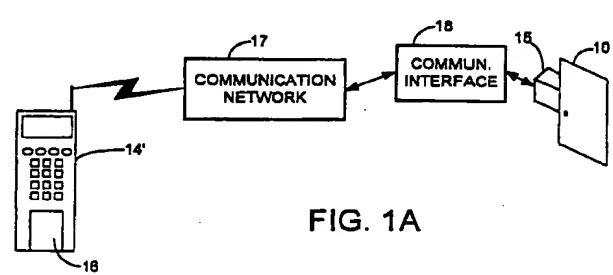 17
COMMUNICATION
NETWORK
18
COMMUN.
INTERFACE
15
10
14'
16
FIG. 1A